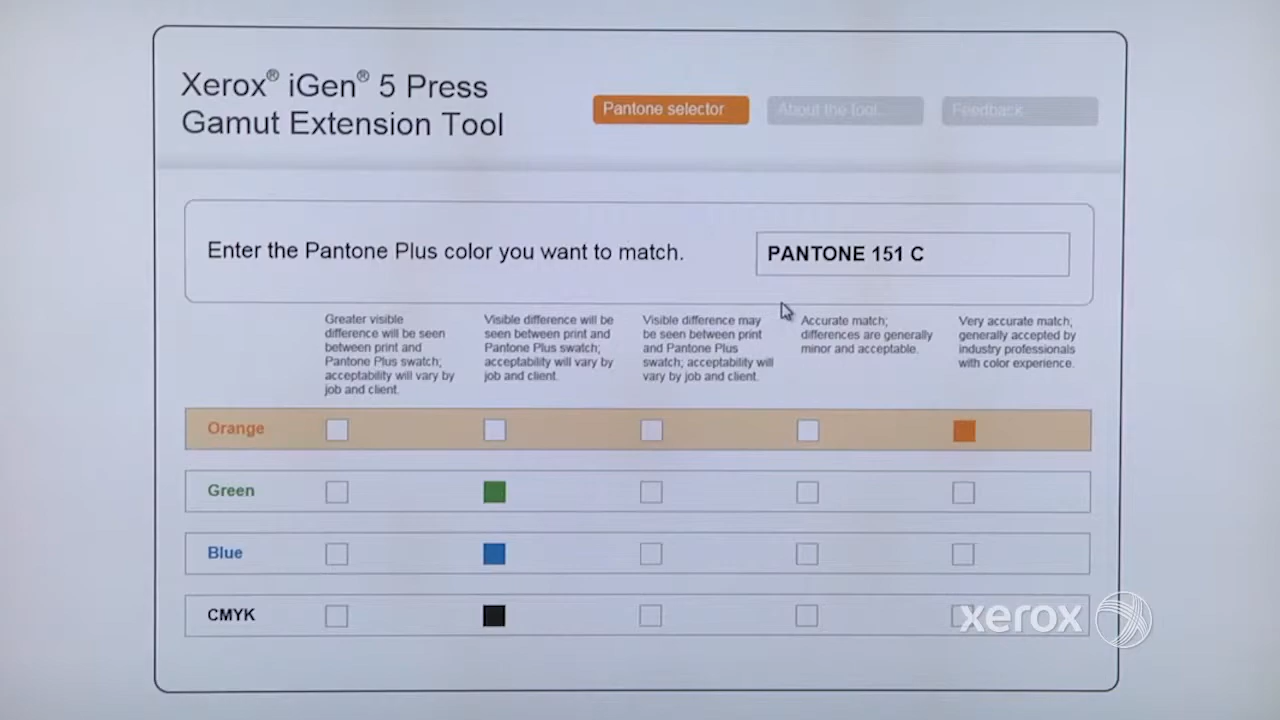 Xerox® iGen® 5 Press
Gamut Extension Tool
Pantone selector
About the tool...
Feedback
Enter the Pantone Plus color you want to match.
PANTONE 151 C
Greater visible
difference will be seen
between print and
Pantone Plus swatch;
acceptability will vary by
job and client.
Visible difference will be
seen between print and
Pantone Plus swatch;
acceptability will vary by
job and client.
Visible difference may
be seen between print
and Pantone Plus
swatch; acceptability will
vary by job and client.
Accurate match;
differences are generally
minor and acceptable.
Very accurate match;
generally accepted by
industry professionals
with color experience.
Orange
Green
Blue
CMYK
xerox